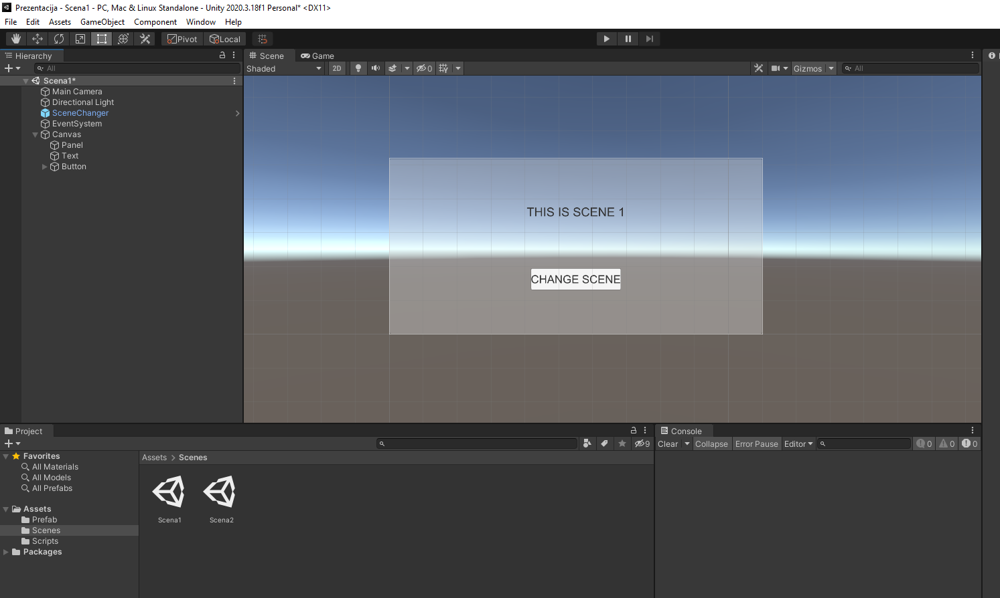 Prezentacija - Scena1 - PC, Mac & Linux Standalone - Unity 2020.3.18f1 Personal* <DX11>
File Edit Assets GameObject Component Window Help
Pivot Local
Hierarchy
All
Scena1*
Main Camera
Directional Light
SceneChanger
EventSystem
Canvas
Panel
Text
Button
Scene Game
Shaded 2D 0 Gizmos All
THIS IS SCENE 1
CHANGE SCENE
Project
9
Favorites
All Materials
All Models
All Prefabs
Assets
Prefab
Scenes
Scripts
Packages
Assets > Scenes
Scena1 Scena2
Console
Clear Collapse Error Pause Editor 0 0 0